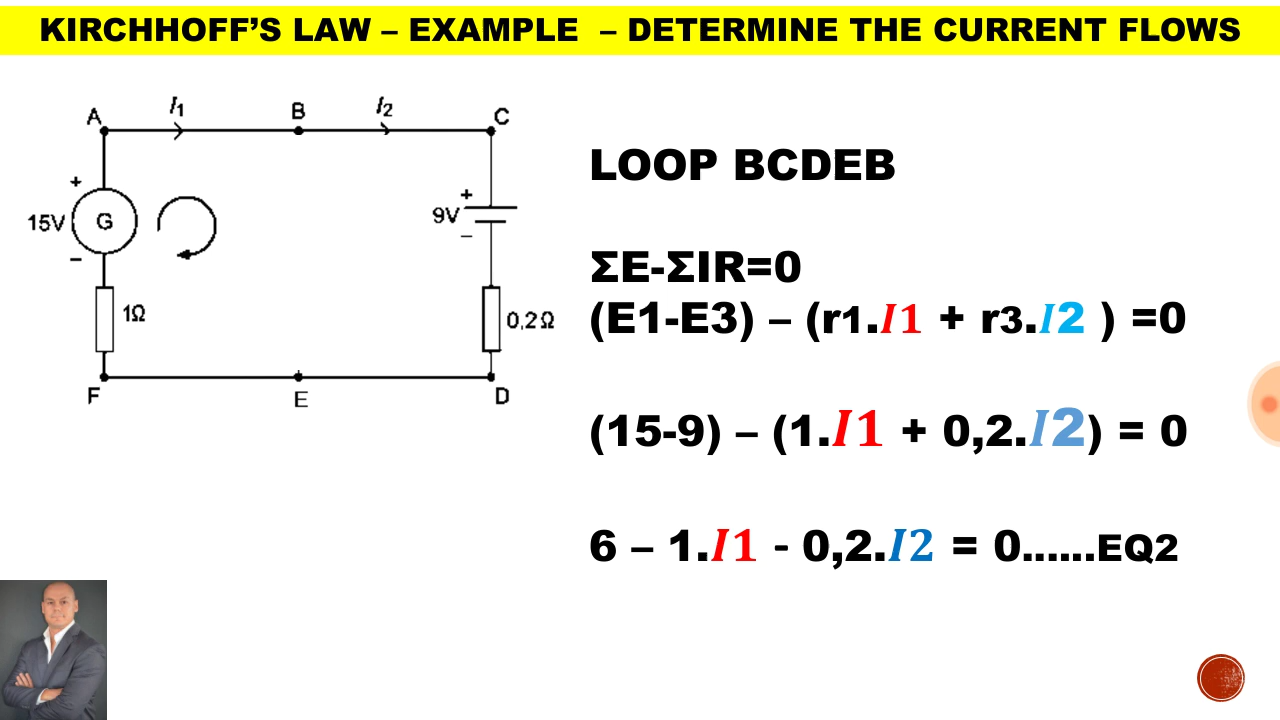 KIRCHHOFF’S LAW – EXAMPLE – DETERMINE THE CURRENT FLOWS
A
I1
B
I2
C
+
15V
G
–
1Ω
F
E
D
+
9V
–
0,2Ω
LOOP BCDEB
ΣE-ΣIR=0
(E1-E3) – (r1.I1 + r3.I2 ) =0
(15-9) – (1.I1 + 0,2.I2) = 0
6 – 1.I1 - 0,2.I2 = 0......EQ2